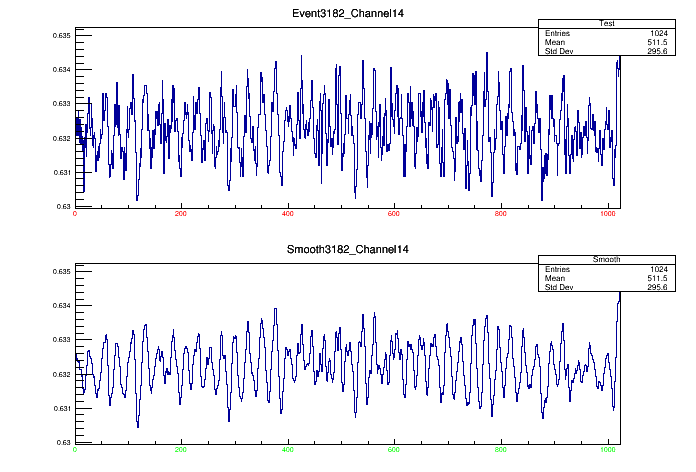 Event3182_Channel14
Test
Entries 1024
Mean 511.5
Std Dev 295.6
0.635
0.634
0.633
0.632
0.631
0.63
0 200 400 600 800 1000
Smooth3182_Channel14
Smooth
Entries 1024
Mean 511.5
Std Dev 295.6
0.635
0.634
0.633
0.632
0.631
0.63
0 200 400 600 800 1000